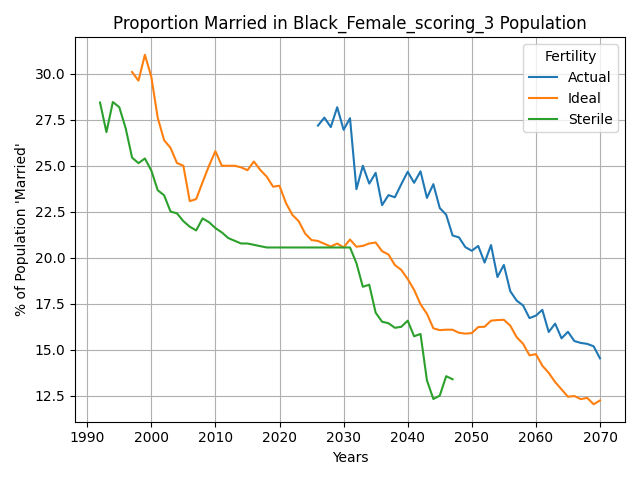 Proportion Married in Black_Female_scoring_3 Population
% of Population 'Married'
30.0
27.5
25.0
22.5
20.0
17.5
15.0
12.5
Fertility
Actual
Ideal
Sterile
1990 2000 2010 2020 2030 2040 2050 2060 2070
Years